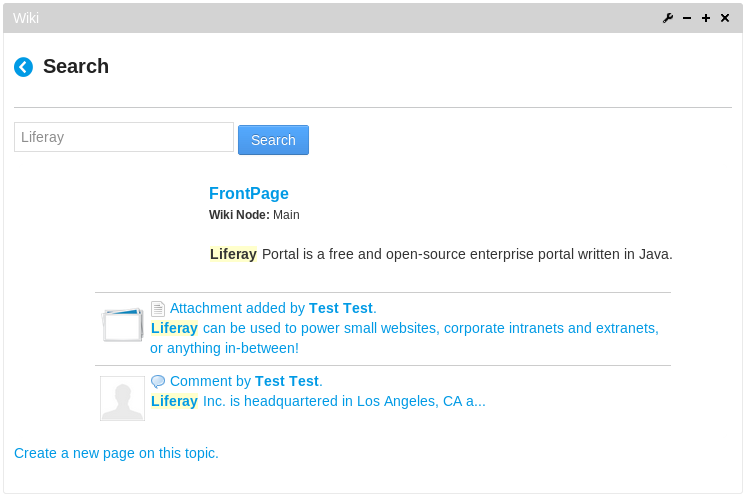 Wiki
Search
Liferay
Search
FrontPage
Wiki Node: Main
Liferay Portal is a free and open-source enterprise portal written in Java.
Attachment added by Test Test.
Liferay can be used to power small websites, corporate intranets and extranets,
or anything in-between!
Comment by Test Test.
Liferay Inc. is headquartered in Los Angeles, CA a...
Create a new page on this topic.